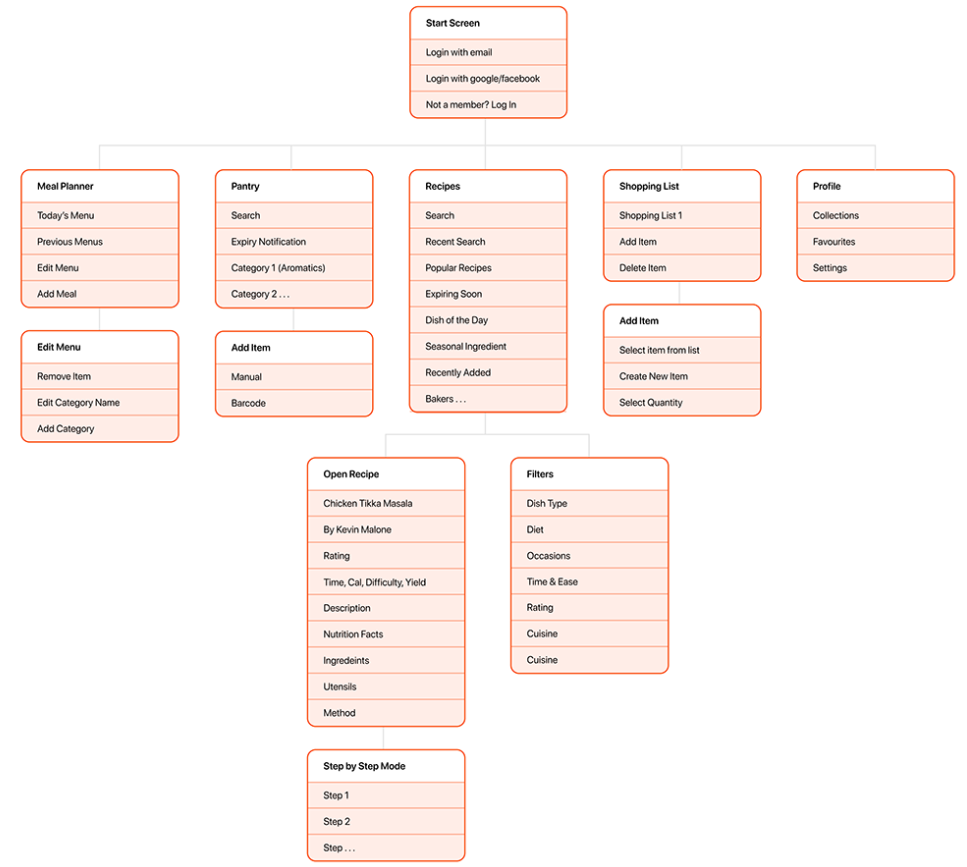 Start Screen
Login with email
Login with google/facebook
Not a member? Log In
Meal Planner
Today's Menu
Previous Menus
Edit Menu
Add Meal
Edit Menu
Remove Item
Edit Category Name
Add Category
Pantry
Search
Expiry Notification
Category 1 (Aromatics)
Category 2 . . .
Add Item
Manual
Barcode
Recipes
Search
Recent Search
Popular Recipes
Expiring Soon
Dish of the Day
Seasonal Ingredient
Recently Added
Bakers . . .
Shopping List
Shopping List 1
Add Item
Delete Item
Add Item
Select item from list
Create New Item
Select Quantity
Profile
Collections
Favourites
Settings
Open Recipe
Chicken Tikka Masala
By Kevin Malone
Rating
Time, Cal, Difficulty, Yield
Description
Nutrition Facts
Ingredeints
Utensils
Method
Filters
Dish Type
Diet
Occasions
Time & Ease
Rating
Cuisine
Cuisine
Step by Step Mode
Step 1
Step 2
Step . . .